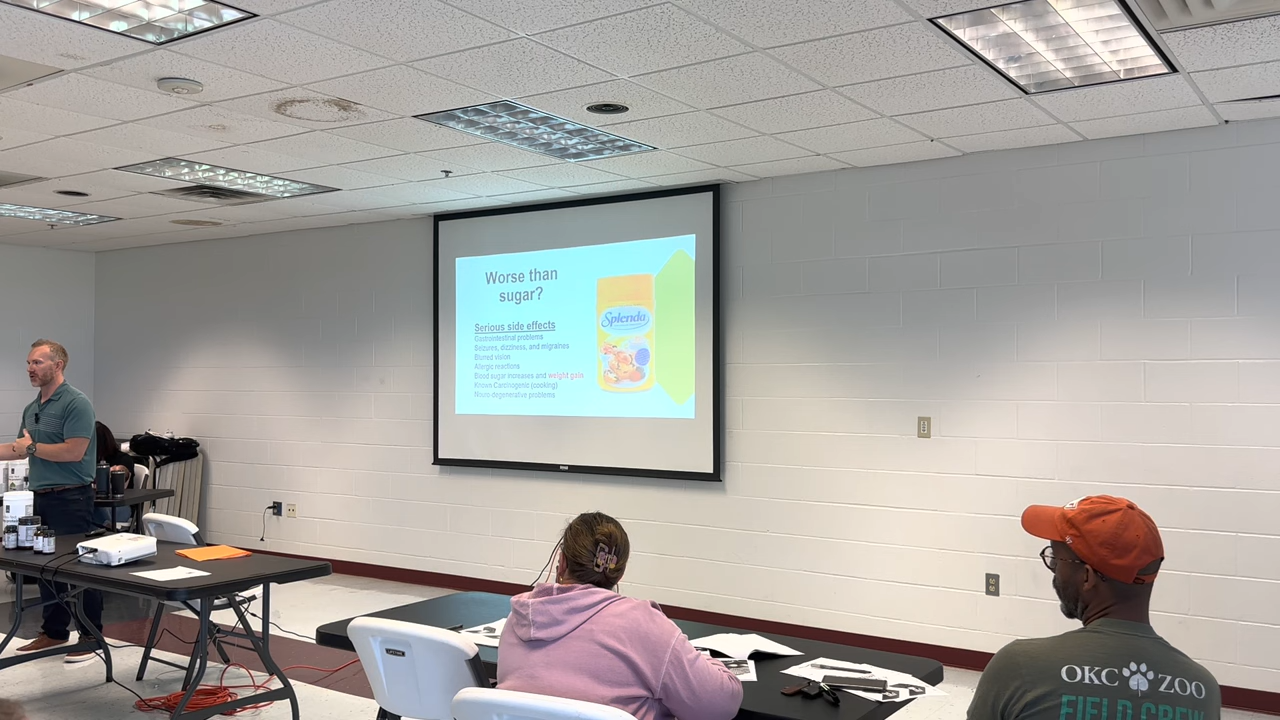 Worse than
sugar?
Serious side effects
Gastrointestinal problems
Seizures, dizziness, and migraines
Blurred vision
Allergic reactions
Blood sugar increases and weight gain
Known Carcinogenic (cooking)
Neuro-degenerative problems
Splenda
LIFETIME
OKC ZOO
FIELD CREW